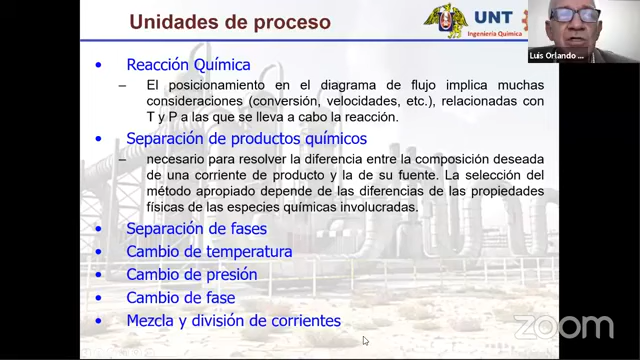 Unidades de proceso
UNT
Ingeniería Química
Luis Orlando ...
• Reacción Química
– El posicionamiento en el diagrama de flujo implica muchas
consideraciones (conversión, velocidades, etc.), relacionadas con
T y P a las que se lleva a cabo la reacción.
• Separación de productos químicos
– necesario para resolver la diferencia entre la composición deseada
de una corriente de producto y la de su fuente. La selección del
método apropiado depende de las diferencias de las propiedades
físicas de las especies químicas involucradas.
• Separación de fases
• Cambio de temperatura
• Cambio de presión
• Cambio de fase
• Mezcla y división de corrientes
zoom